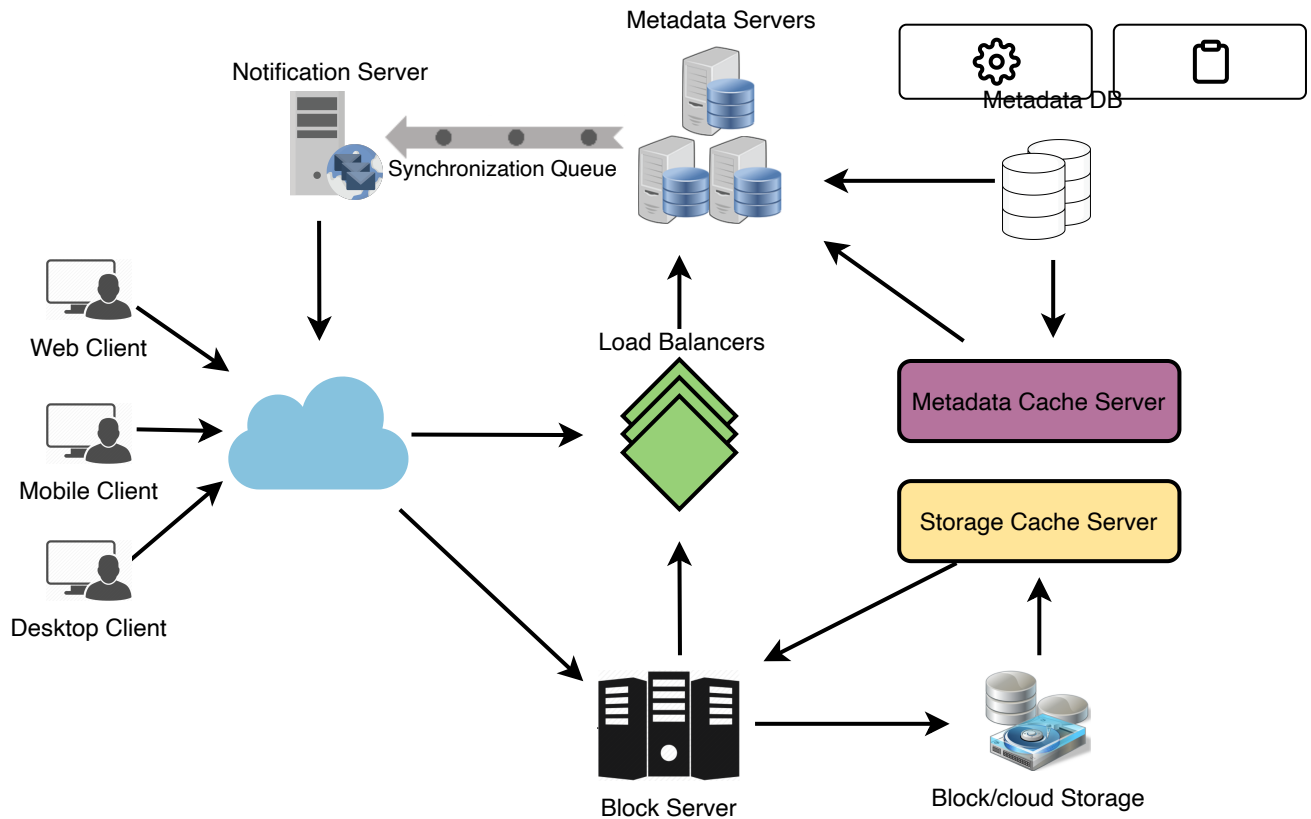 Metadata Servers
Notification Server
Metadata DB
Synchronization Queue
Web Client
Load Balancers
Metadata Cache Server
Mobile Client
Storage Cache Server
Desktop Client
Block Server
Block/cloud Storage